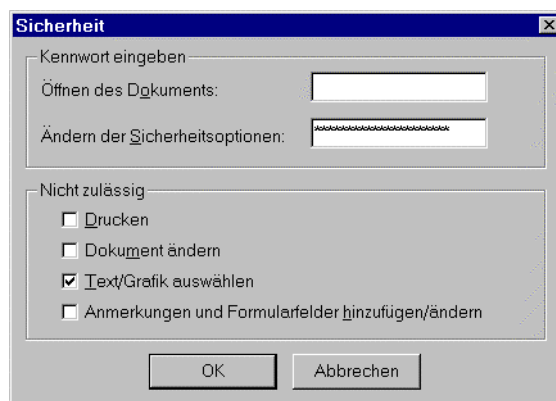 Sicherheit
Kennwort eingeben
Öffnen des Dokuments:
Ändern der Sicherheitsoptionen:
Nicht zulässig
Drucken
Dokument ändern
Text/Grafik auswählen
Anmerkungen und Formularfelder hinzufügen/ändern
OK
Abbrechen